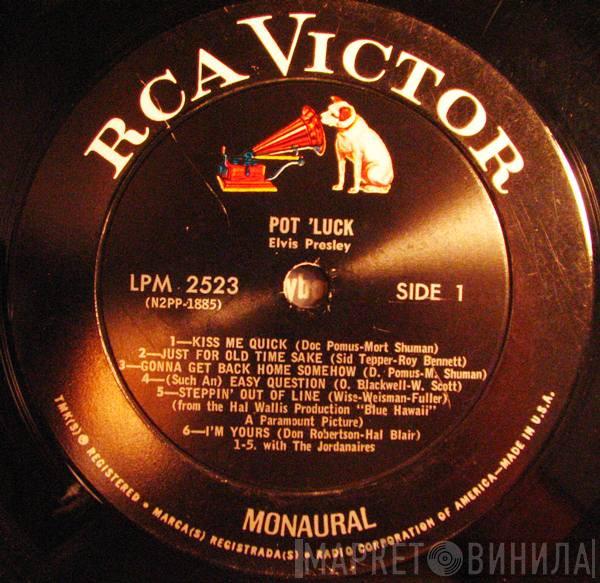 RCA VICTOR
POT 'LUCK
Elvis Presley
LPM 2523
(N2PP-1885)
SIDE 1
1—KISS ME QUICK (Doc Pomus-Mort Shuman)
2—JUST FOR OLD TIME SAKE (Sid Tepper-Roy Bennett)
3—GONNA GET BACK HOME SOMEHOW (D. Pomus-M. Shuman)
4—(Such An) EASY QUESTION (O. Blackwell-W. Scott)
5—STEPPIN' OUT OF LINE (Wise-Weisman-Fuller)
(from the Hal Wallis Production "Blue Hawaii"
A Paramount Picture)
6—I'M YOURS (Don Robertson-Hal Blair)
1-5. with The Jordanaires
MONAURAL
TMK(S)® REGISTERED • MARCA(S) REGISTRADA(S) • RADIO CORPORATION OF AMERICA—MADE IN U.S.A.
МАРКЕТ ВИНИЛА